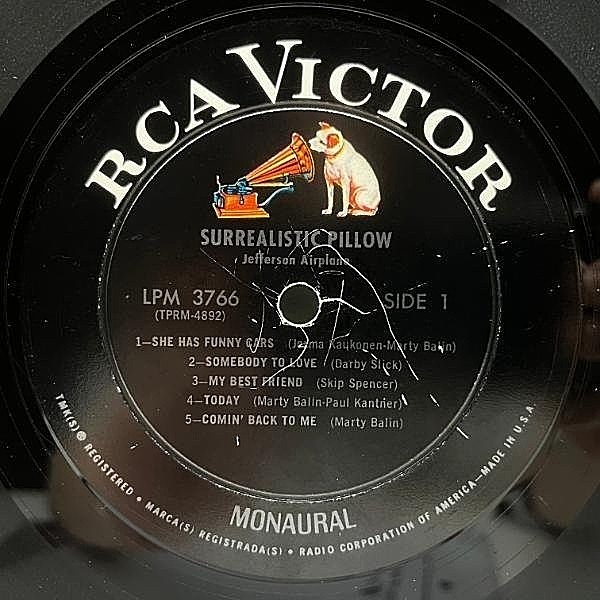 RCA VICTOR
SURREALISTIC PILLOW
Jefferson Airplane
LPM 3766
(TPRM-4892)
SIDE 1
1—SHE HAS FUNNY CARS (Jorma Kaukonen-Marty Balin)
2—SOMEBODY TO LOVE (Darby Slick)
3—MY BEST FRIEND (Skip Spencer)
4—TODAY (Marty Balin-Paul Kantner)
5—COMIN' BACK TO ME (Marty Balin)
MONAURAL
TMK(S) ® REGISTERED • MARCA(S) REGISTRADA(S) • RADIO CORPORATION OF AMERICA—MADE IN U.S.A.